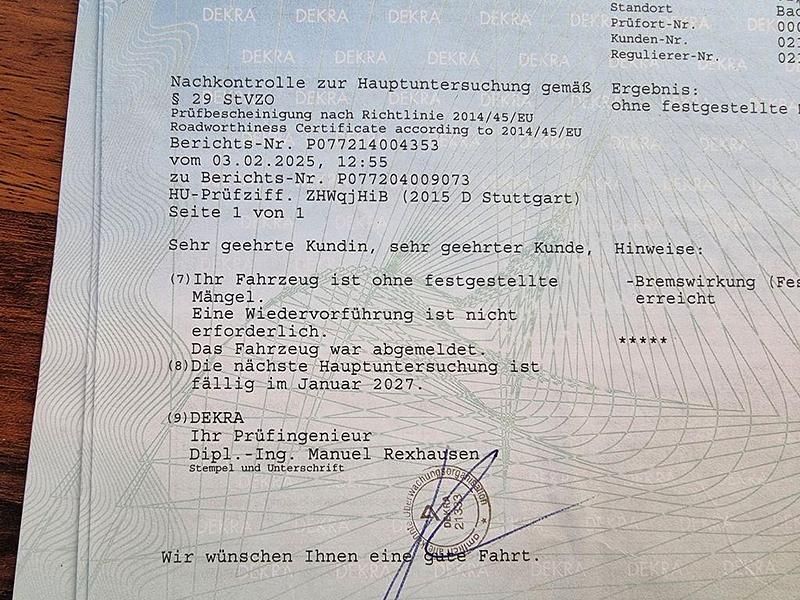 Standort
Prüfort-Nr.
Kunden-Nr.
Regulierer-Nr.
Nachkontrolle zur Hauptuntersuchung gemäß
§ 29 StVZO
Prüfbescheinigung nach Richtlinie 2014/45/EU
Roadworthiness Certificate according to 2014/45/EU
Berichts-Nr. P077214004353
vom 03.02.2025, 12:55
zu Berichts-Nr. P077204009073
HU-Prüfziff. ZHWqjHiB (2015 D Stuttgart)
Seite 1 von 1
Ergebnis:
ohne festgestellte
Sehr geehrte Kundin, sehr geehrter Kunde,
(7) Ihr Fahrzeug ist ohne festgestellte
Mängel.
Eine Wiedervorführung ist nicht
erforderlich.
Das Fahrzeug war abgemeldet.
(8) Die nächste Hauptuntersuchung ist
fällig im Januar 2027.
(9) DEKRA
Ihr Prüfingenieur
Dipl.-Ing. Manuel Rexhausen
Stempel und Unterschrift
DEKRA
21333
Wir wünschen Ihnen eine gute Fahrt.
Hinweise:
-Bremswirkung
erreicht
*****